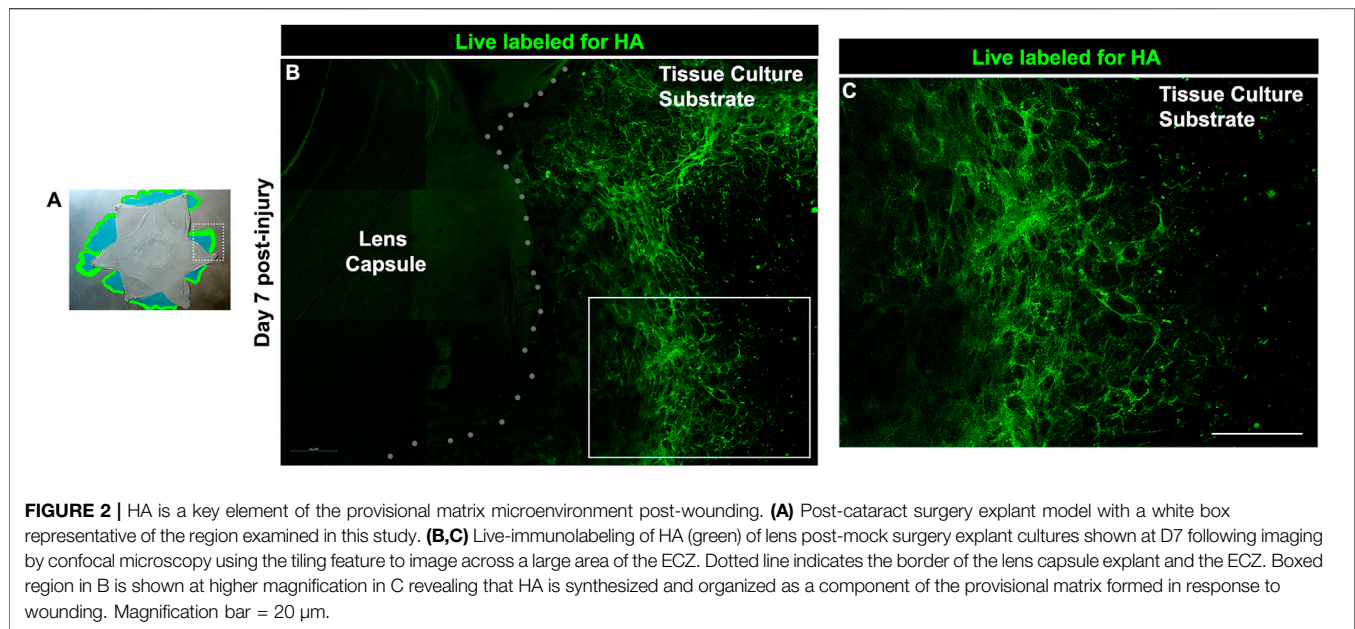 Live labeled for HA
Live labeled for HA
B
Tissue Culture
Substrate
C
Tissue Culture
Substrate
A
Day 7 post-injury
Lens
Capsule
FIGURE 2 | HA is a key element of the provisional matrix microenvironment post-wounding. (A) Post-cataract surgery explant model with a white box
representative of the region examined in this study. (B,C) Live-immunolabeling of HA (green) of lens post-mock surgery explant cultures shown at D7 following imaging
by confocal microscopy using the tiling feature to image across a large area of the ECZ. Dotted line indicates the border of the lens capsule explant and the ECZ. Boxed
region in B is shown at higher magnification in C revealing that HA is synthesized and organized as a component of the provisional matrix formed in response to
wounding. Magnification bar = 20 μm.